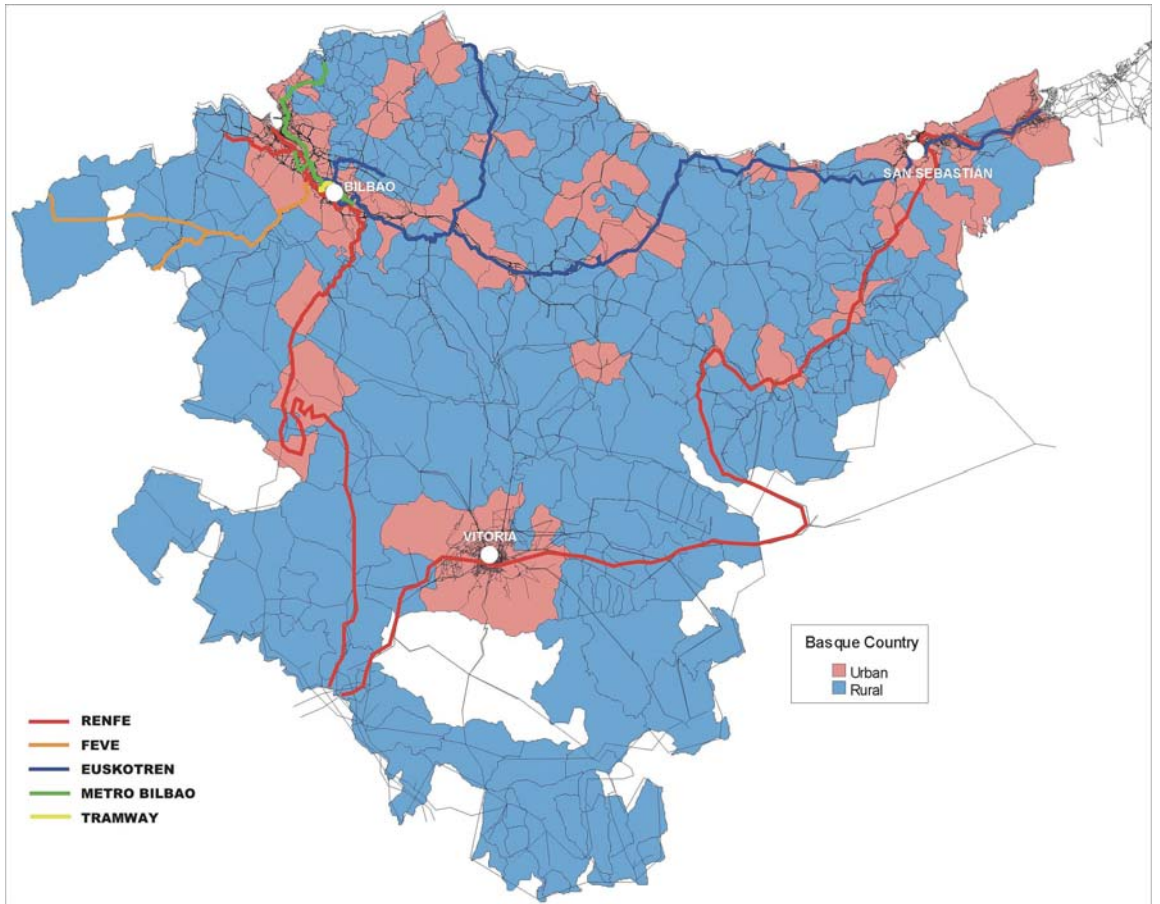 BILBAO
SAN SEBASTIÁN
VITORIA
Basque Country
Urban
Rural
RENFE
FEVE
EUSKOTREN
METRO BILBAO
TRAMWAY